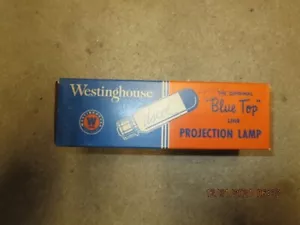 Westinghouse
W
THE ORIGINAL
"Blue Top"
LINE
PROJECTION LAMP